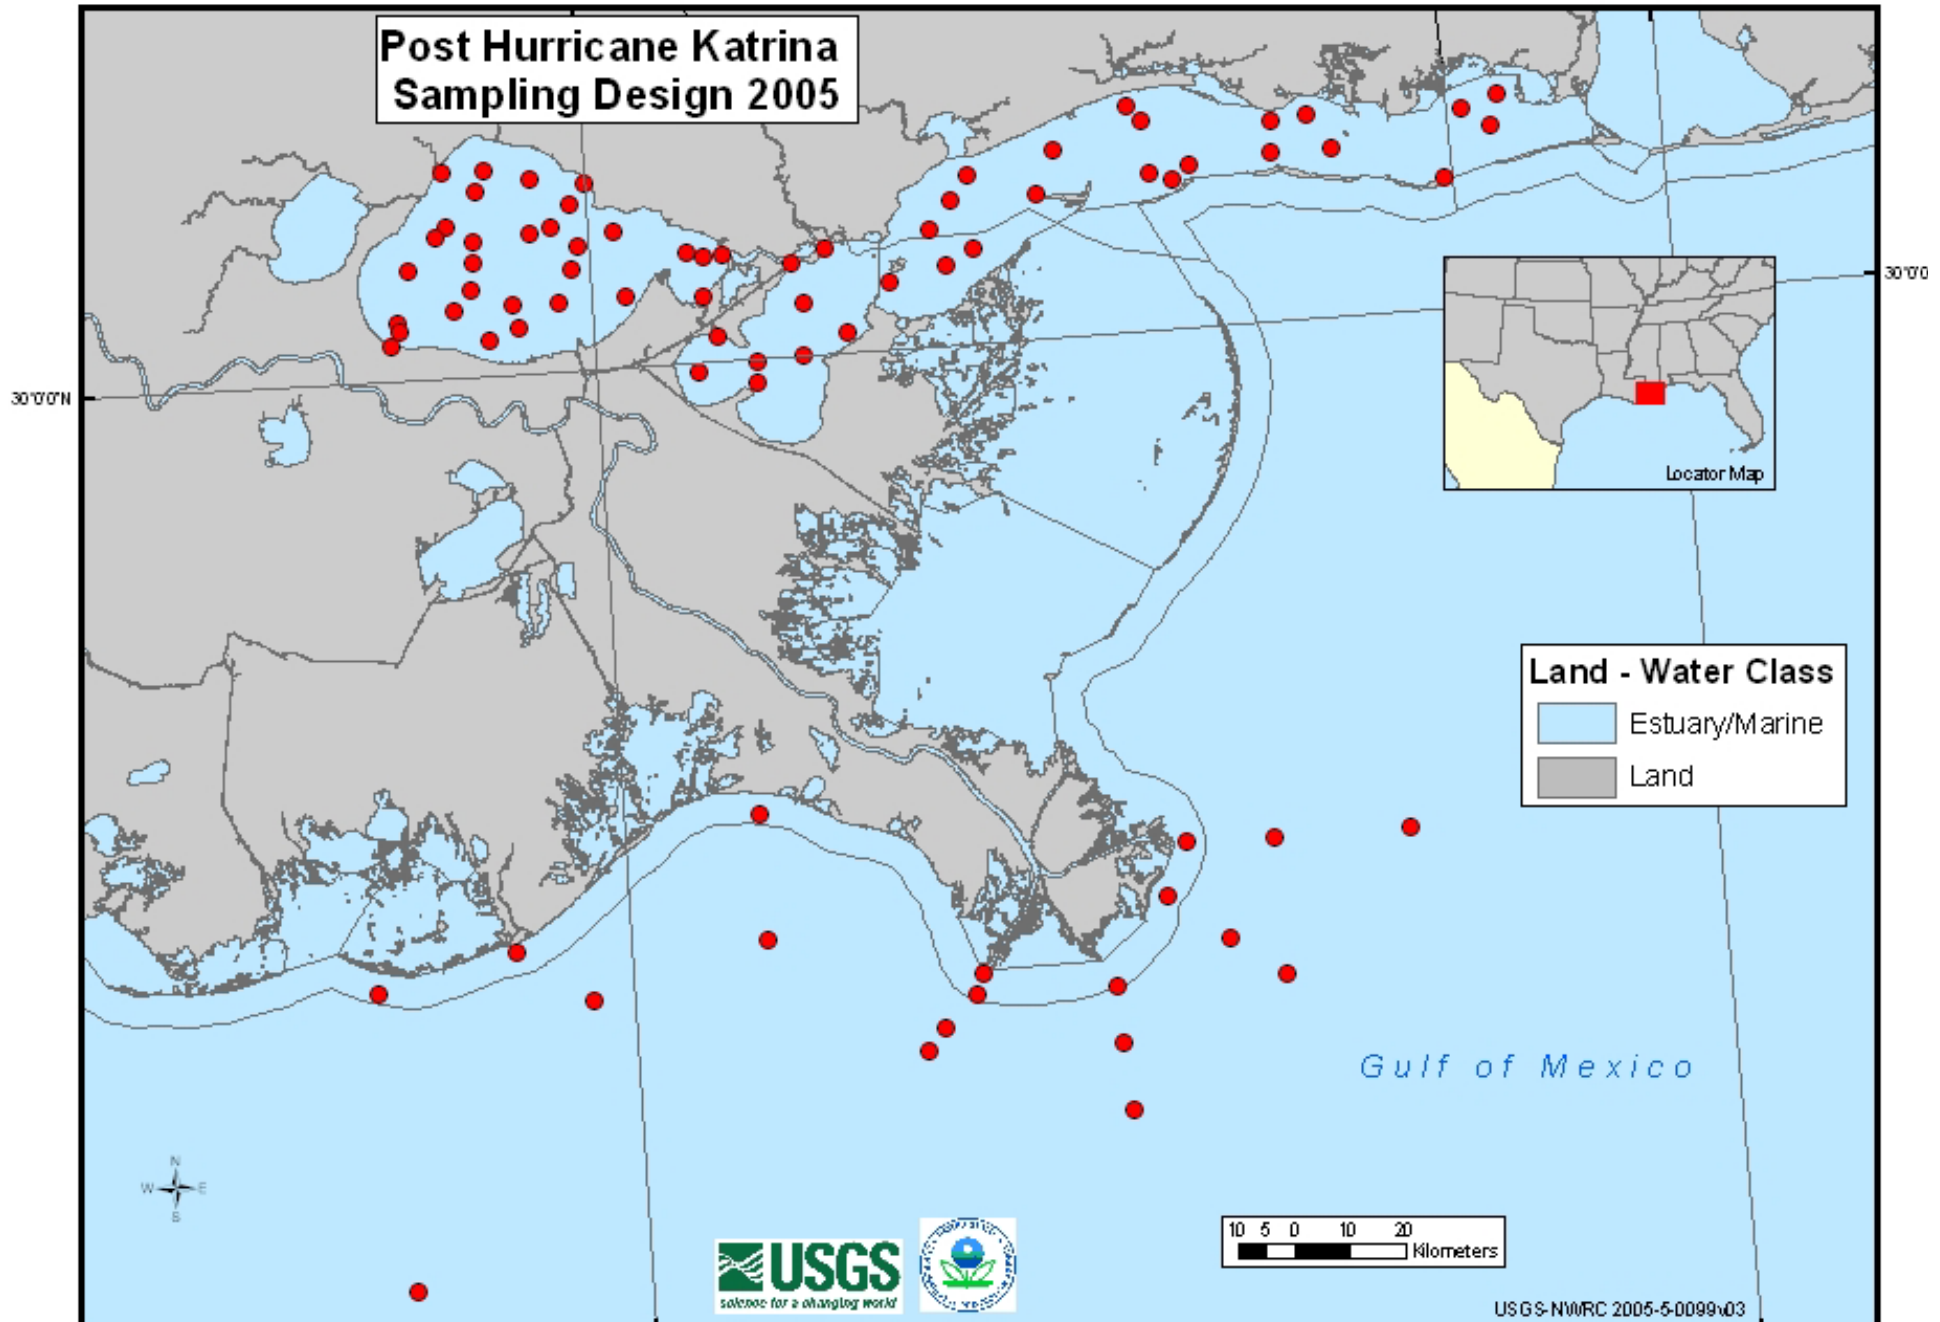 Post Hurricane Katrina
Sampling Design 2005
30°0'0
30°0'0"N
Locator Map
Land - Water Class
Estuary/Marine
Land
Gulf of Mexico
N
W E
S
10 5 0 10 20
Kilometers
USGS
science for a changing world
USGS-NWRC 2005-5-0099v03